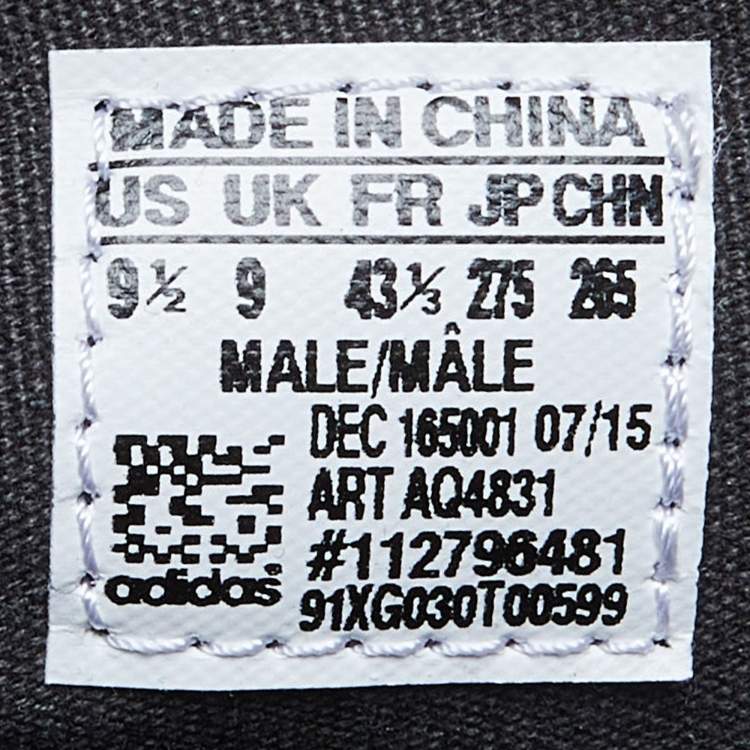 MADE IN CHINA
US UK FR JP CHN
9½ 9 43⅓ 275 265
MALE/MÂLE
DEC 165001 07/15
ART AQ4831
#112796481
adidas®
91XG030T00599